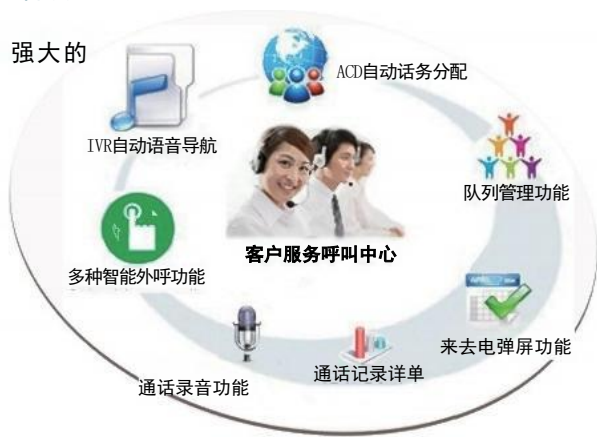 强大的
ACD自动话务分配
IVR自动语音导航
队列管理功能
客户服务呼叫中心
多种智能外呼功能
来去电弹屏功能
通话记录详单
通话录音功能